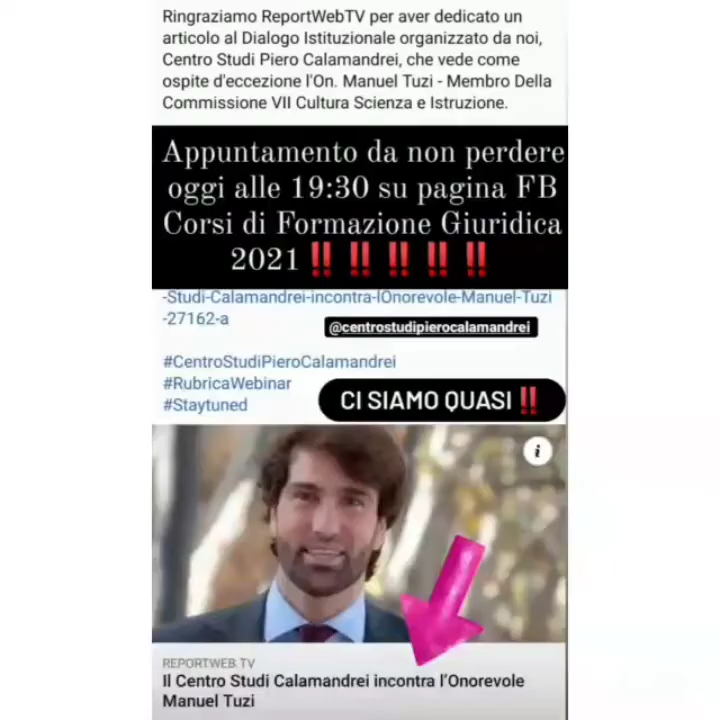 Ringraziamo ReportWebTV per aver dedicato un
articolo al Dialogo Istituzionale organizzato da noi,
Centro Studi Piero Calamandrei, che vede come
ospite d'eccezione l'On. Manuel Tuzi - Membro Della
Commissione VII Cultura Scienza e Istruzione.
Appuntamento da non perdere
oggi alle 19:30 su pagina FB
Corsi di Formazione Giuridica
2021‼️ ‼️ ‼️ ‼️ ‼️
-Studi-Calamandrei-incontra-lOnorevole-Manuel-Tuzi
-27162-a
@centrostudipierocalamandrei
#CentroStudiPieroCalamandrei
#RubricaWebinar
#Staytuned
CI SIAMO QUASI‼️
i
REPORTWEB.TV
Il Centro Studi Calamandrei incontra l'Onorevole
Manuel Tuzi